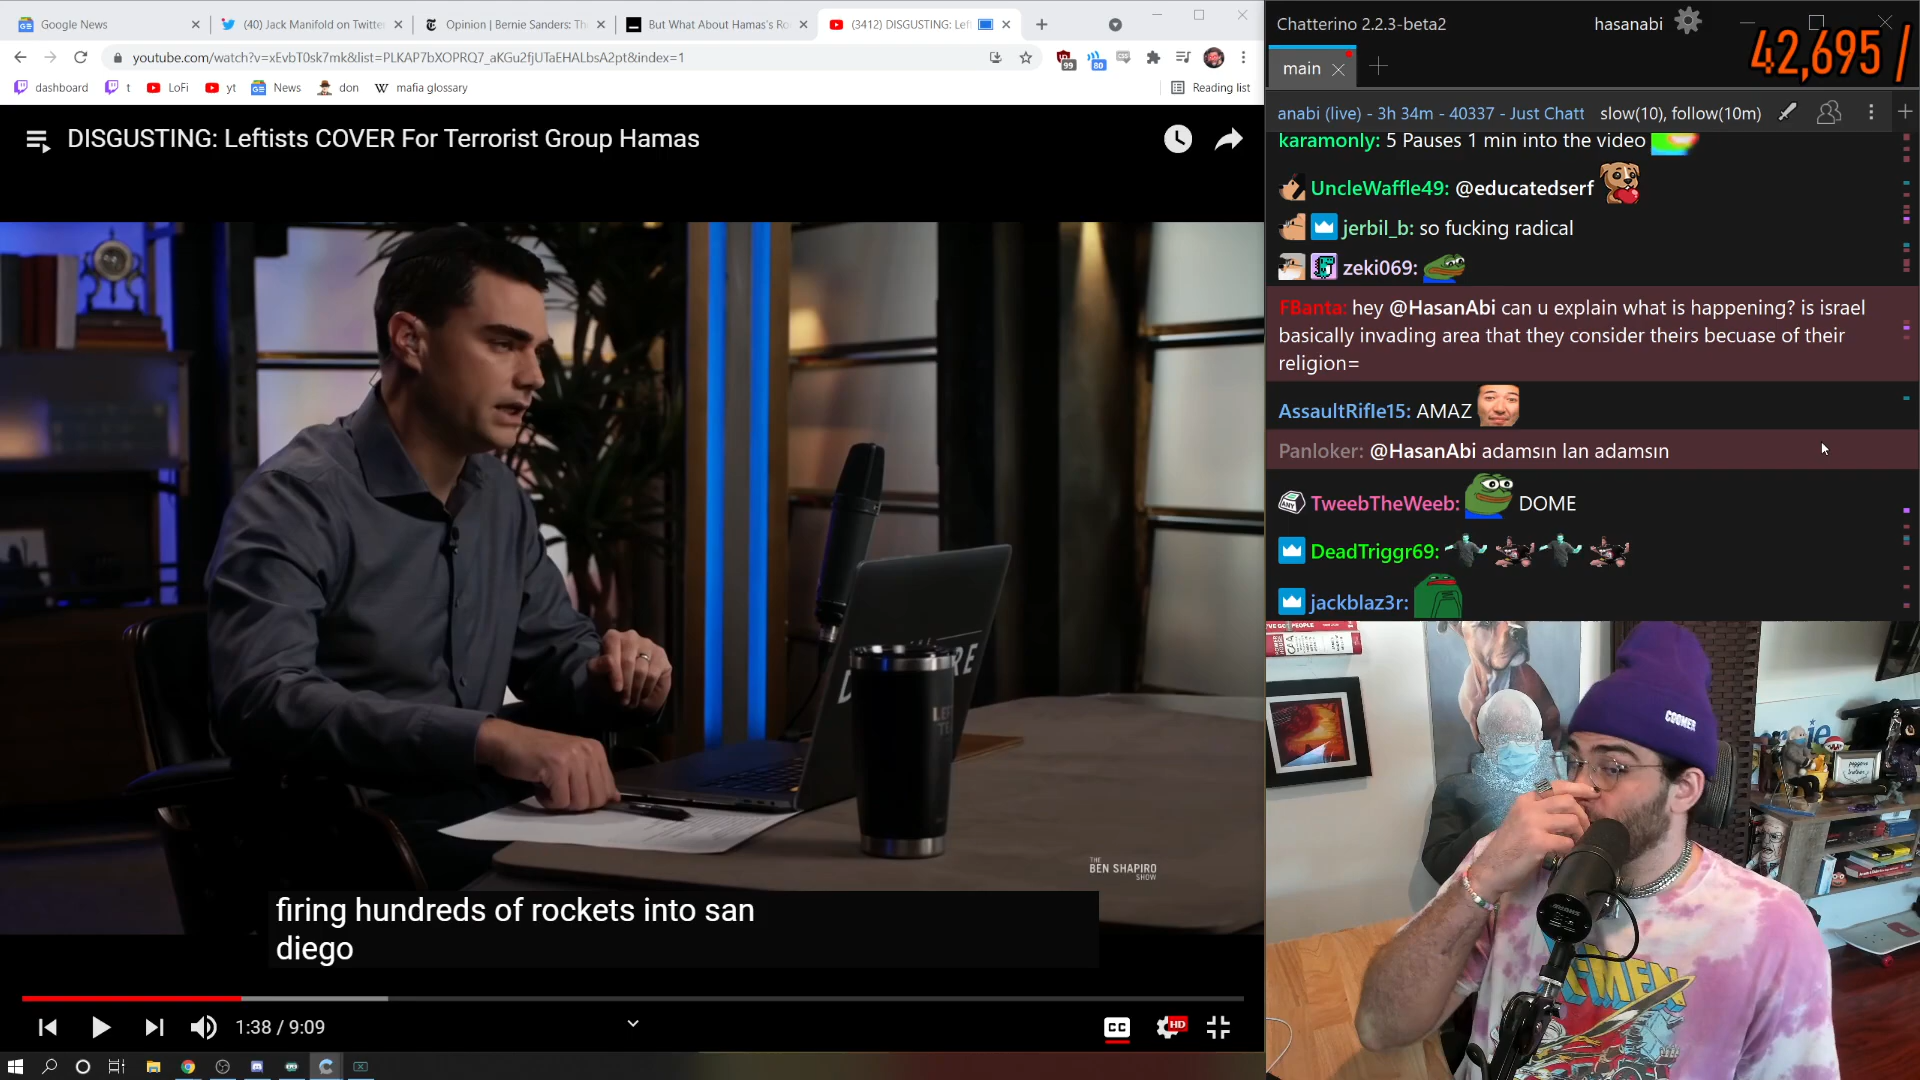 Google News
(40) Jack Manifold on Twitte
Opinion | Bernie Sanders: Th
But What About Hamas's Ro
(3412) DISGUSTING: Left
youtube.com/watch?v=xEvbT0sk7mk&list=PLKAP7bXOPRQ7_aKGu2fjUTaEHALbsA2pt&index=1
99
80
dashboard
t
LoFi
yt
News
don
W mafia glossary
Reading list
DISGUSTING: Leftists COVER For Terrorist Group Hamas
THE
BEN SHAPIRO
SHOW
firing hundreds of rockets into san
diego
1:38 / 9:09
CC
HD
Chatterino 2.2.3-beta2
hasanabi
42,695 /
main
anabi (live) - 3h 34m - 40337 - Just Chatt
slow(10), follow(10m)
karamonly: 5 Pauses 1 min into the video
UncleWaffle49: @educatedserf
jerbil_b: so fucking radical
zeki069:
FBanta: hey @HasanAbi can u explain what is happening? is israel
basically invading area that they consider theirs becuase of their
religion=
AssaultRifle15: AMAZ
Panloker: @HasanAbi adamsın lan adamsın
TweebTheWeeb: DOME
DeadTriggr69:
jackblaz3r:
COOMER